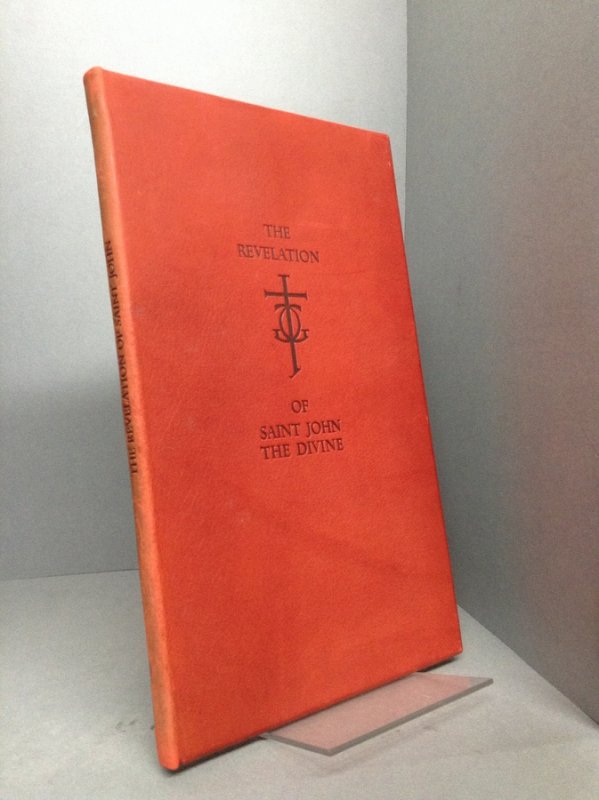 THE
REVELATION
OF
SAINT JOHN
THE DIVINE
THE REVELATION OF SAINT JOHN